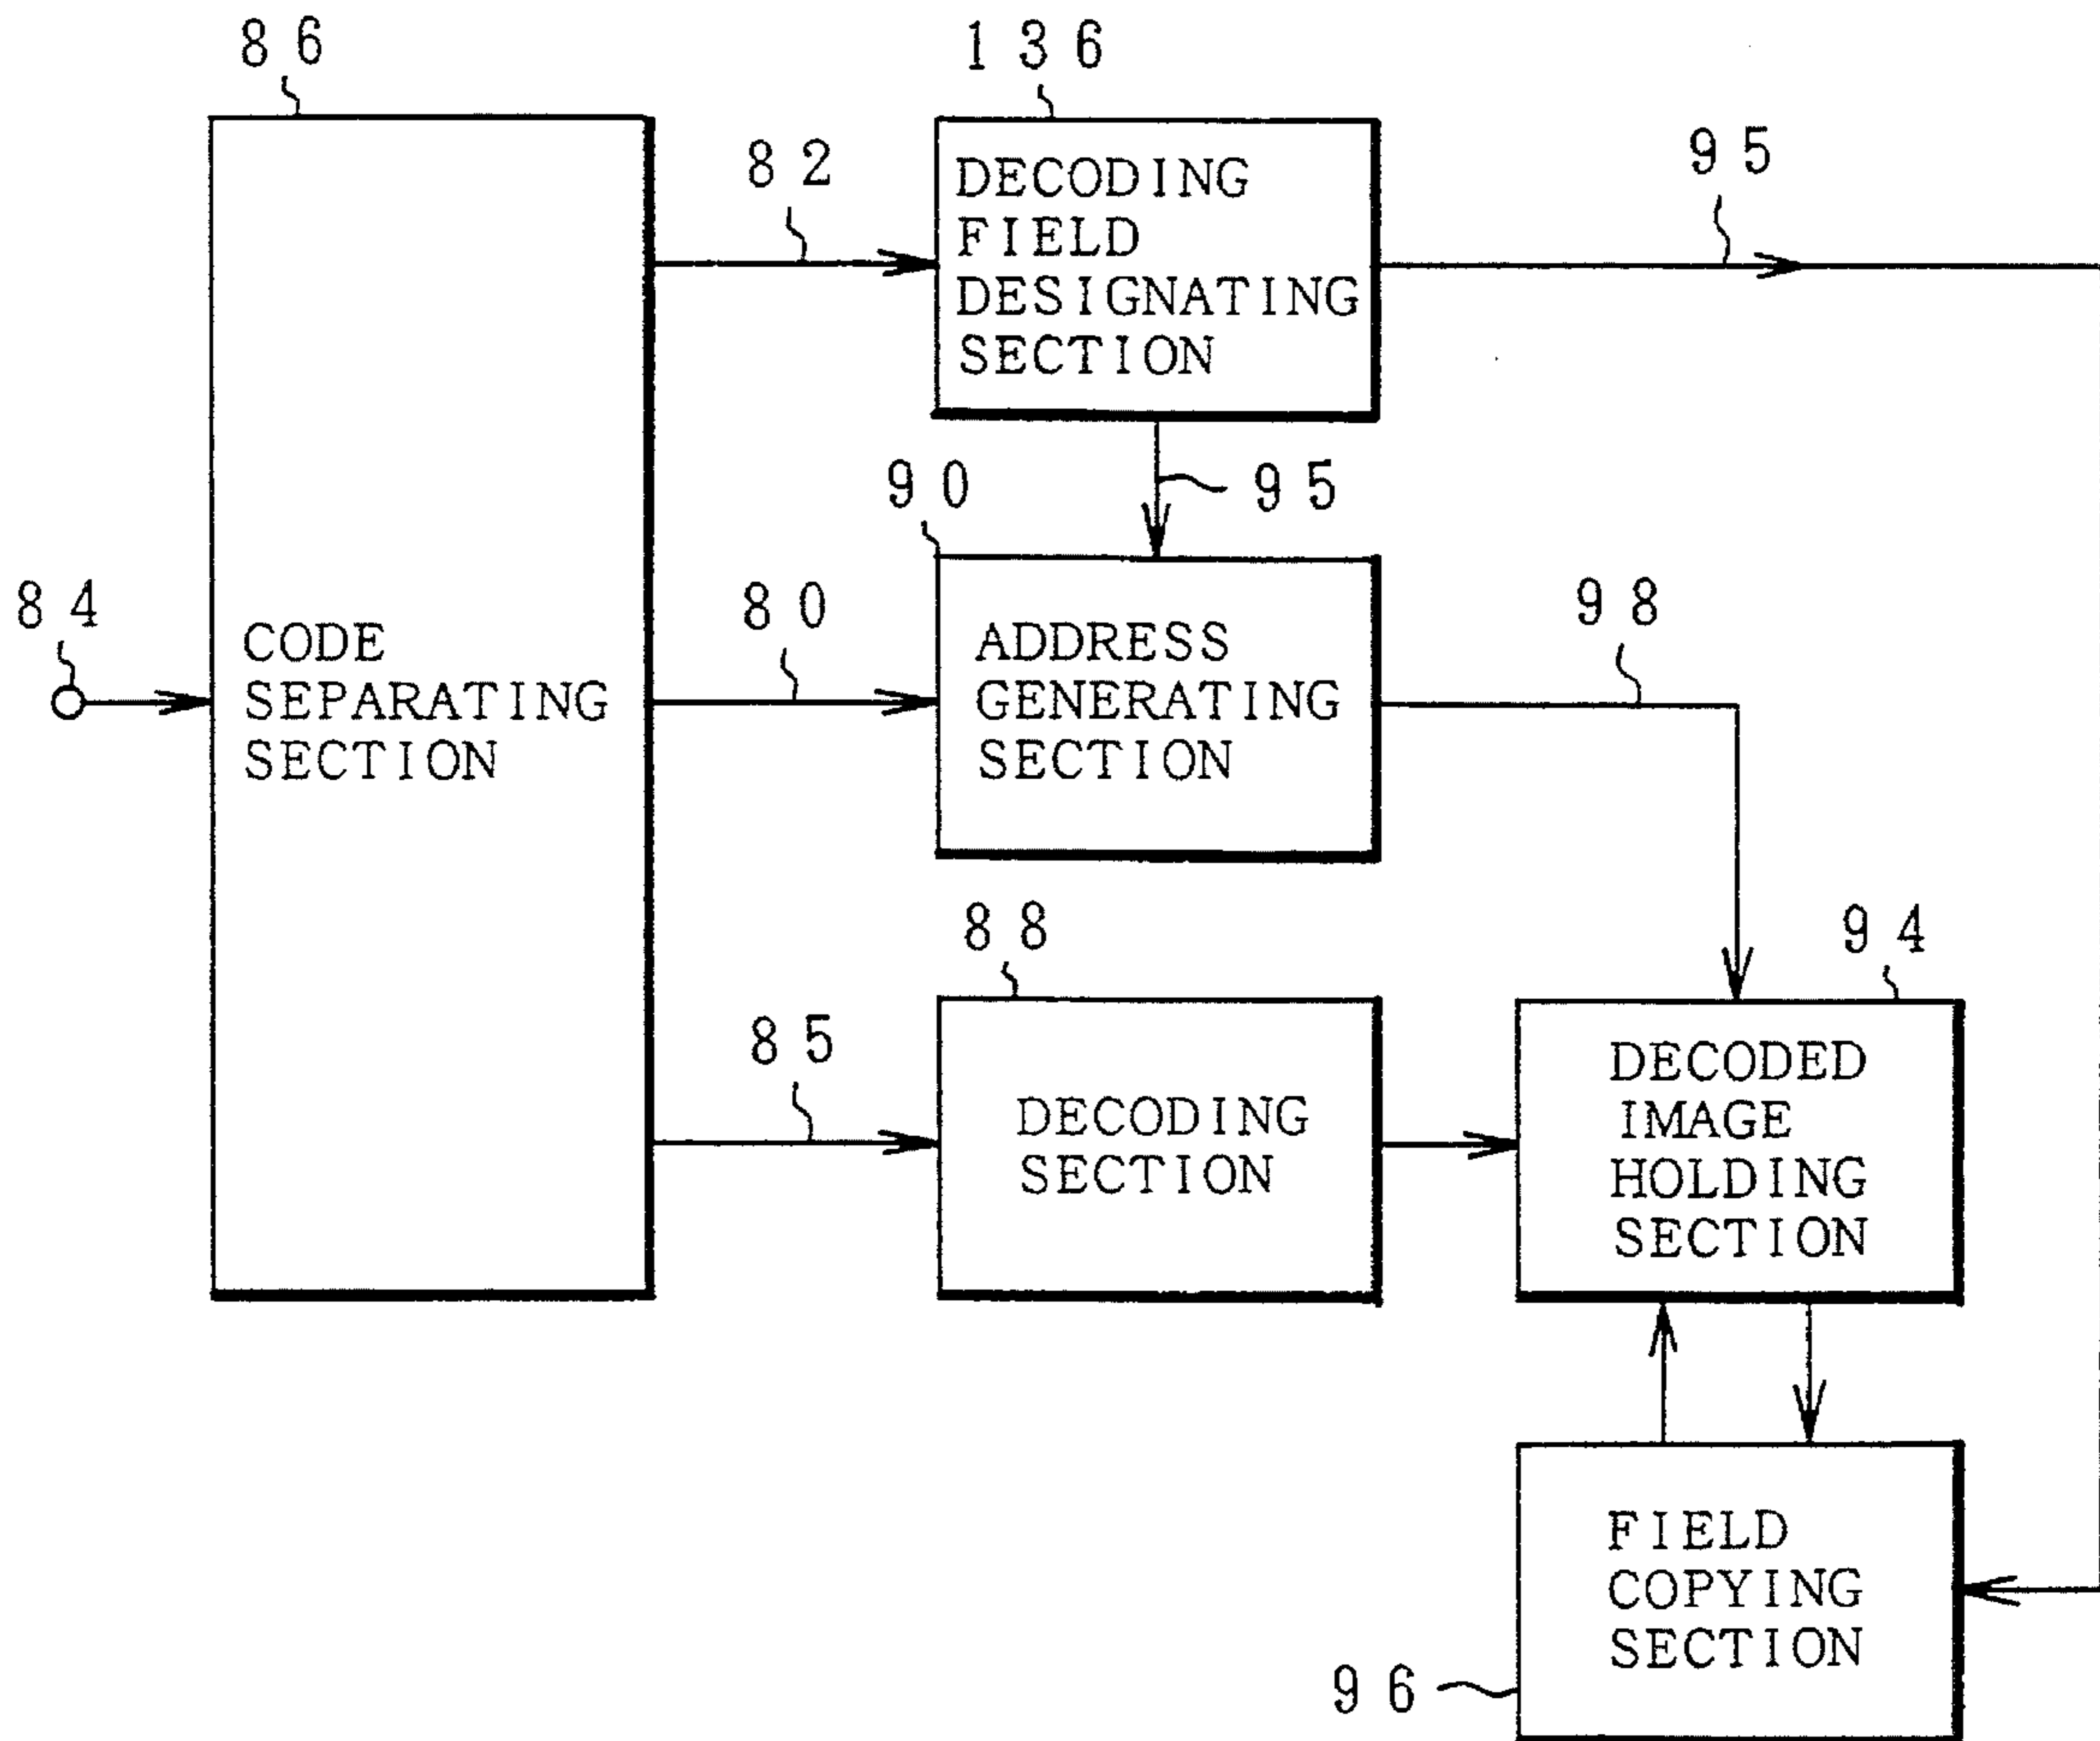 86
136
82
95
DECODING
FIELD
DESIGNATING
SECTION
90
95
84
80
98
CODE
SEPARATING
SECTION
ADDRESS
GENERATING
SECTION
88
94
85
DECODING
SECTION
DECODED
IMAGE
HOLDING
SECTION
FIELD
COPYING
SECTION
96